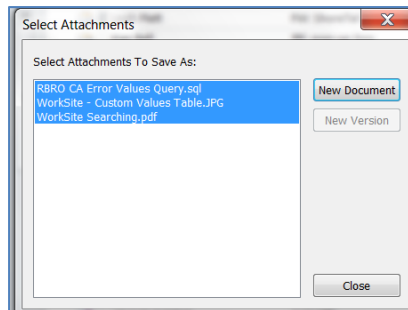 Select Attachments
Select Attachments To Save As:
RBRO CA Error Values Query.sql
WorkSite - Custom Values Table.JPG
WorkSite Searching.pdf
New Document
New Version
Close